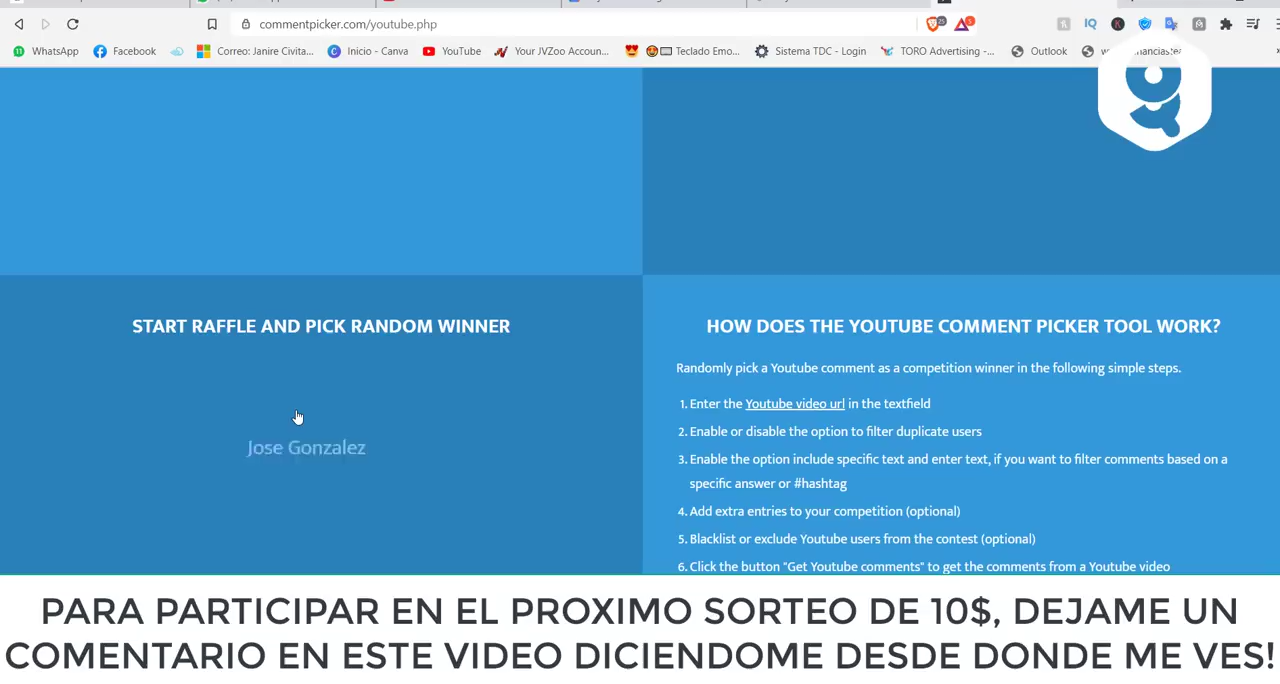 commentpicker.com/youtube.php
WhatsApp
Facebook
Correo: Janire Civita...
Inicio - Canva
YouTube
Your JVZoo Accoun...
Teclado Emo...
Sistema TDC - Login
TORO Advertising -...
Outlook
START RAFFLE AND PICK RANDOM WINNER
Jose Gonzalez
HOW DOES THE YOUTUBE COMMENT PICKER TOOL WORK?
Randomly pick a Youtube comment as a competition winner in the following simple steps.
1. Enter the Youtube video url in the textfield
2. Enable or disable the option to filter duplicate users
3. Enable the option include specific text and enter text, if you want to filter comments based on a
specific answer or #hashtag
4. Add extra entries to your competition (optional)
5. Blacklist or exclude Youtube users from the contest (optional)
6. Click the button "Get Youtube comments" to get the comments from a Youtube video
PARA PARTICIPAR EN EL PROXIMO SORTEO DE 10$, DEJAME UN
COMENTARIO EN ESTE VIDEO DICIENDOME DESDE DONDE ME VES!